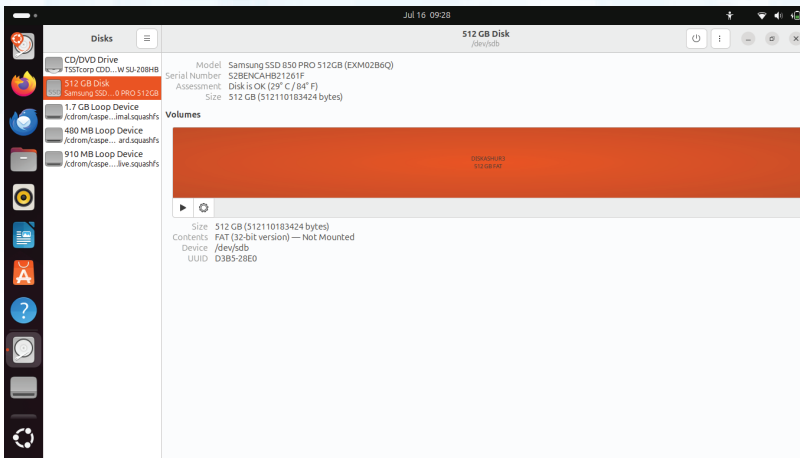 Jul 16 09:28
Disks
512 GB Disk
/dev/sdb
CD/DVD Drive
TSSTcorp CDD...W SU-208HB
512 GB Disk
Samsung SSD...0 PRO 512GB
1.7 GB Loop Device
/cdrom/caspe...imal.squashfs
480 MB Loop Device
/cdrom/caspe... ard.squashfs
910 MB Loop Device
/cdrom/caspe...live.squashfs
Model Samsung SSD 850 PRO 512GB (EXM02B6Q)
Serial Number S2BENCAHB21261F
Assessment Disk is OK (29° C / 84° F)
Size 512 GB (512110183424 bytes)
Volumes
512 GB FAT
Size 512 GB (512110183424 bytes)
Contents FAT (32-bit version) — Not Mounted
Device /dev/sdb
UUID D3B5-28E0